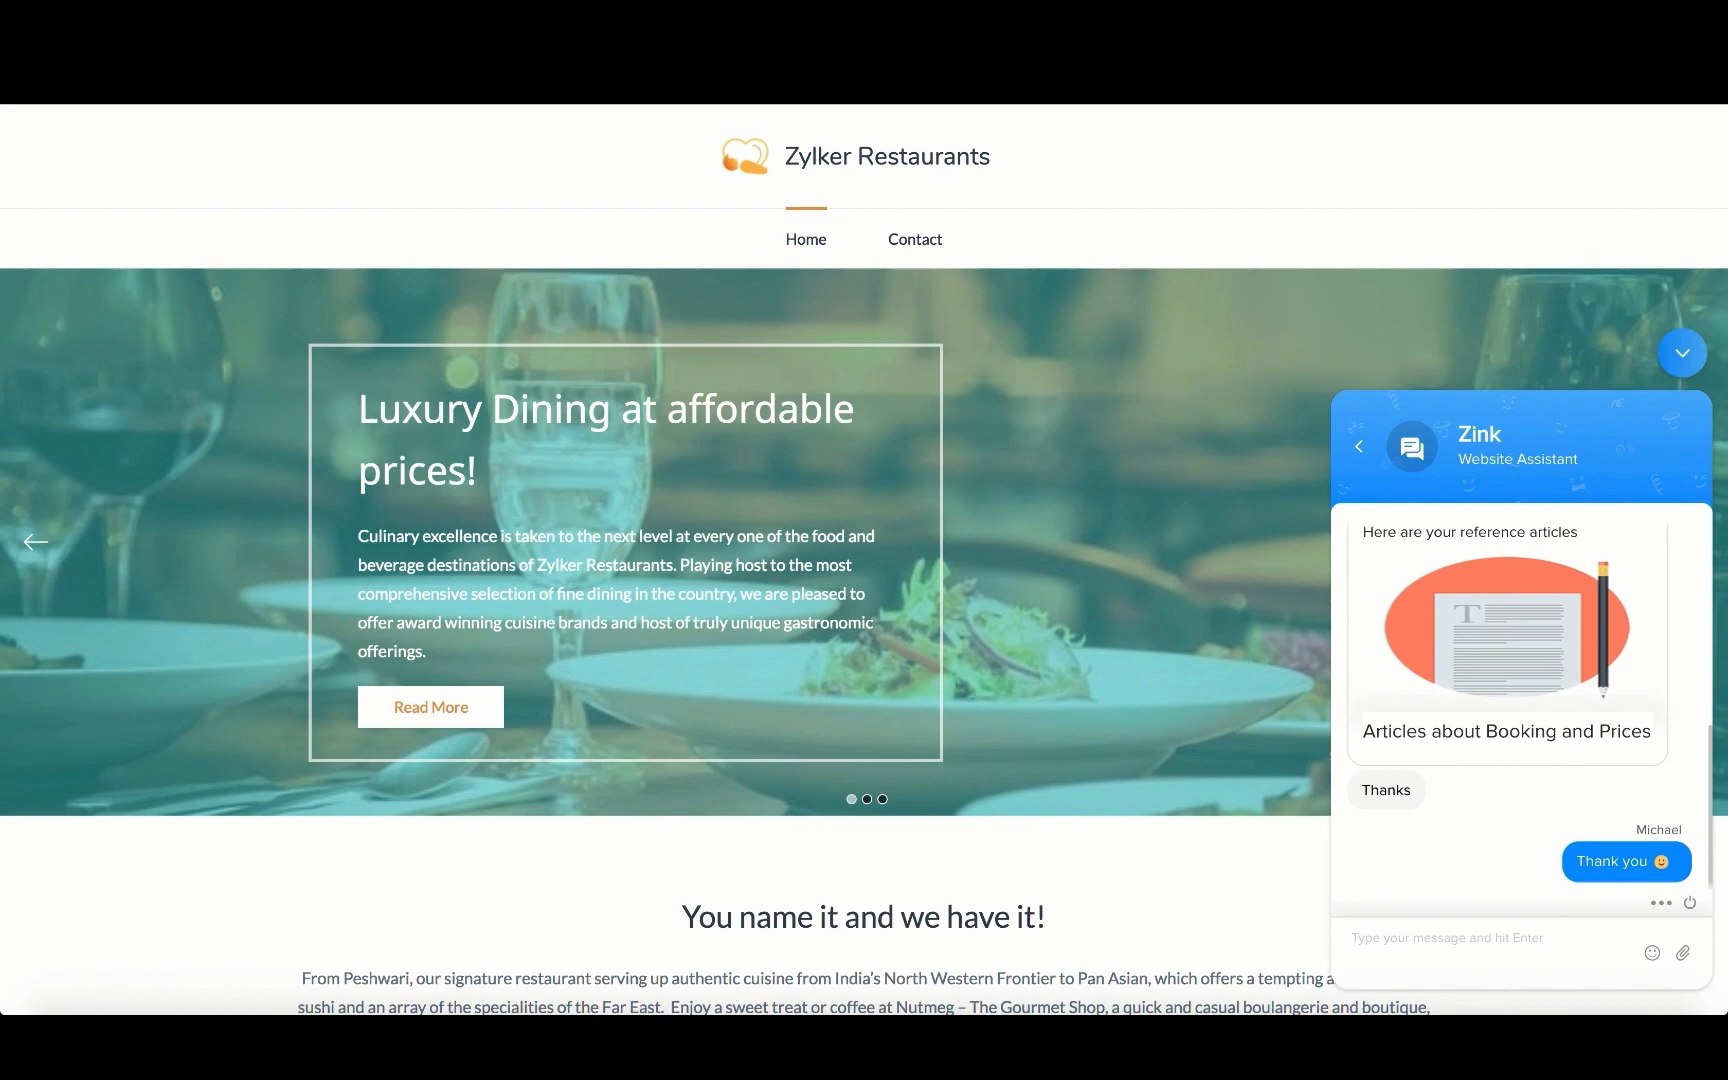 Zylker Restaurants
Home
Contact
Luxury Dining at affordable
prices!
Culinary excellence is taken to the next level at every one of the food and
beverage destinations of Zylker Restaurants. Playing host to the most
comprehensive selection of fine dining in the country, we are pleased to
offer award winning cuisine brands and host of truly unique gastronomic
offerings.
Read More
You name it and we have it!
From Peshwari, our signature restaurant serving up authentic cuisine from India's North Western Frontier to Pan Asian, which offers a tempting
sushi and an array of the specialities of the Far East. Enjoy a sweet treat or coffee at Nutmeg – The Gourmet Shop, a quick and casual boulangerie and boutique,
Zink
Website Assistant
Here are your reference articles
T
Articles about Booking and Prices
Thanks
Michael
Thank you 🙂
Type your message and hit Enter